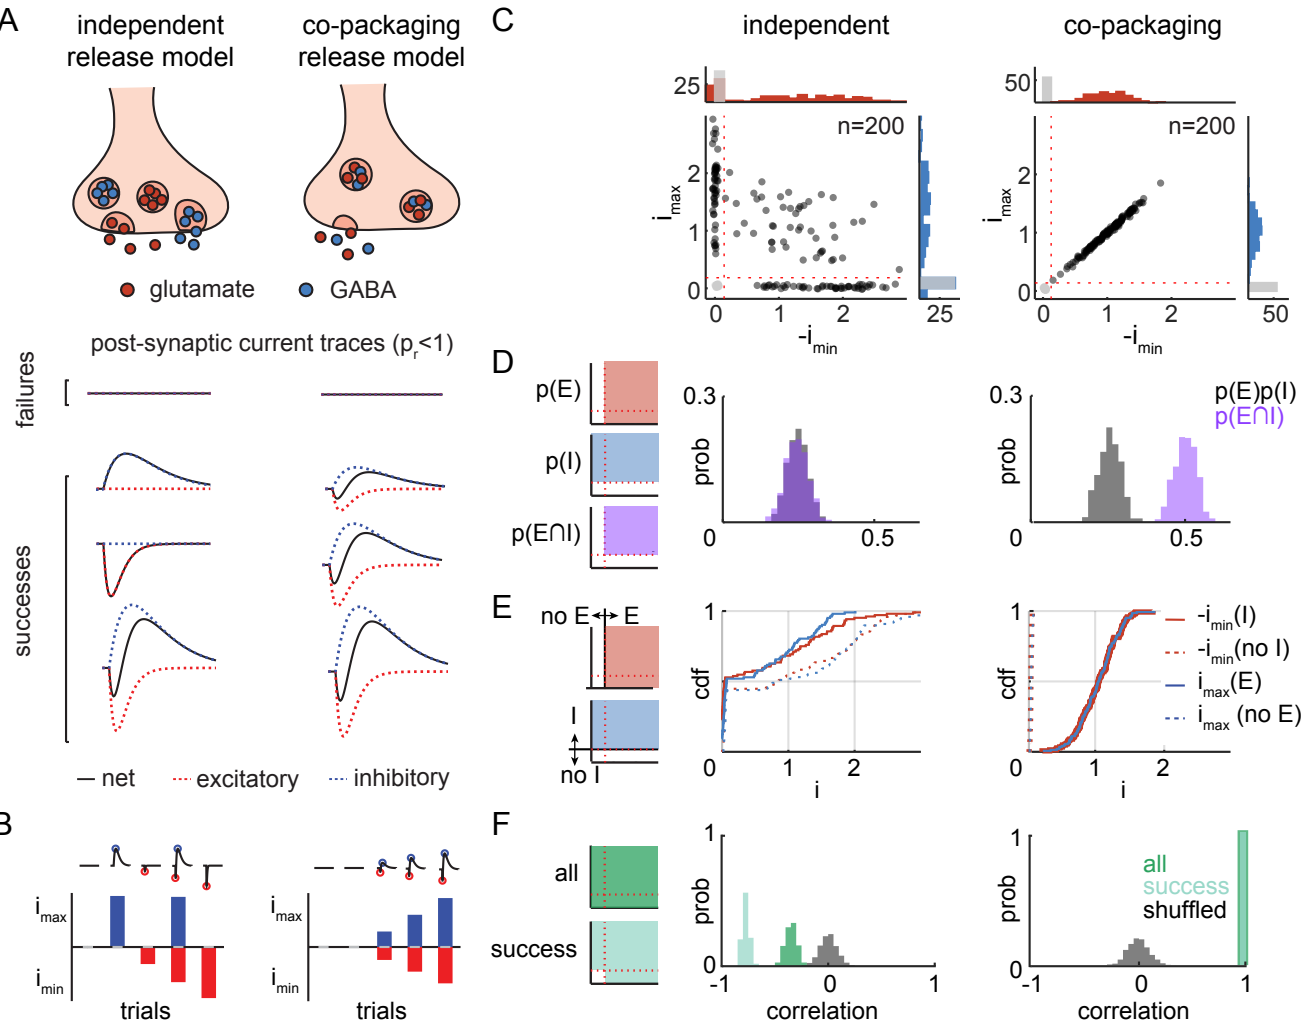 A
independent
release model
co-packaging
release model
glutamate
GABA
post-synaptic current traces (pr<1)
failures
successes
net
excitatory
inhibitory
B
imax
imin
trials
imax
imin
trials
C
independent
co-packaging
25
n=200
2
imax
1
0
0
1
2
-imin
25
50
n=200
2
imax
1
0
0
1
2
-imin
50
D
p(E)
p(I)
p(E∩I)
0.3
prob
0
0
0.5
0.3
prob
0
0
0.5
p(E)p(I)
p(E∩I)
E
no E
E
I
no I
1
cdf
0
1
2
i
1
cdf
0
1
2
i
-imin(I)
-imin(no I)
imax(E)
imax (no E)
F
all
success
1
prob
0
-1
0
1
correlation
1
prob
0
-1
0
1
correlation
all
success
shuffled